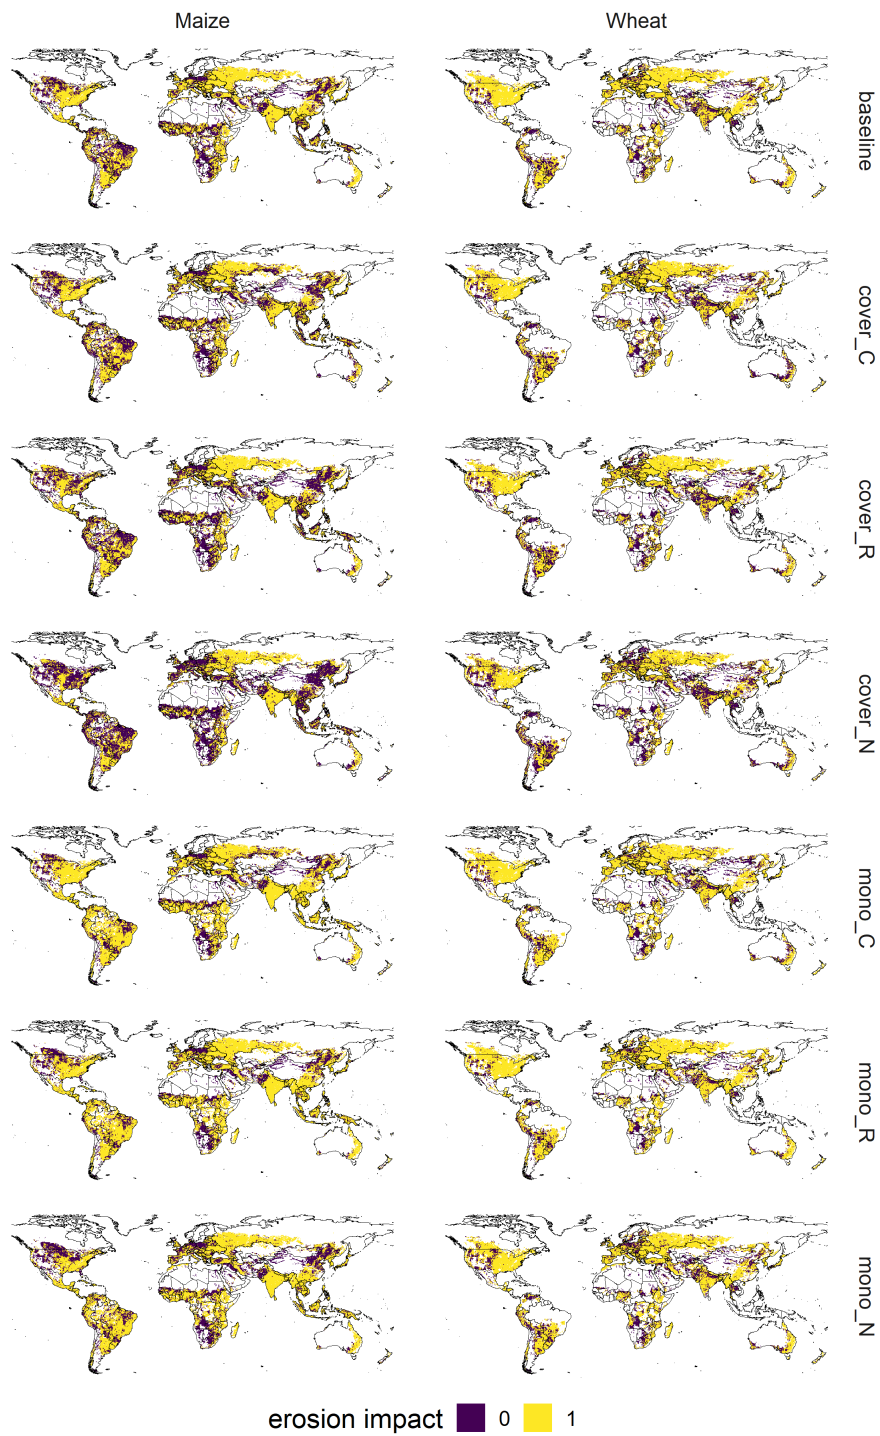 Maize Wheat
baseline
cover_C
cover_R
cover_N
mono_C
mono_R
mono_N
erosion impact 0 1